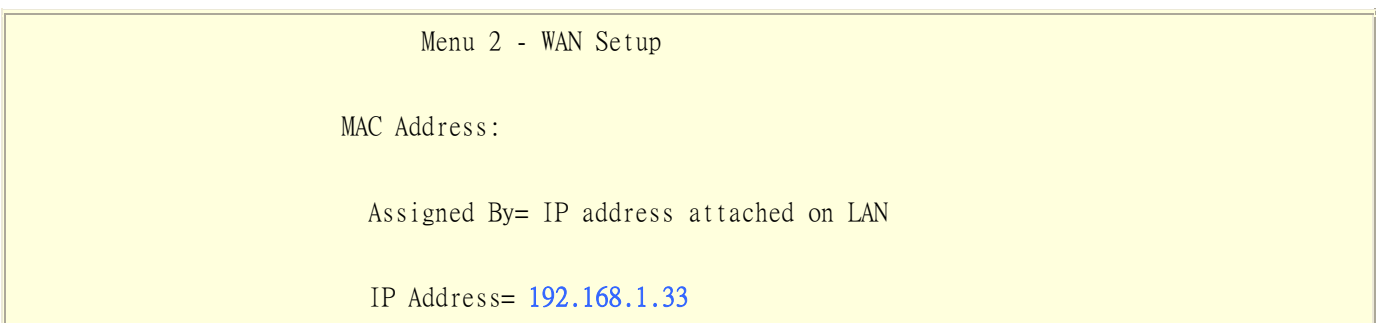 Menu 2 - WAN Setup
MAC Address:
Assigned By= IP address attached on LAN
IP Address= 192.168.1.33